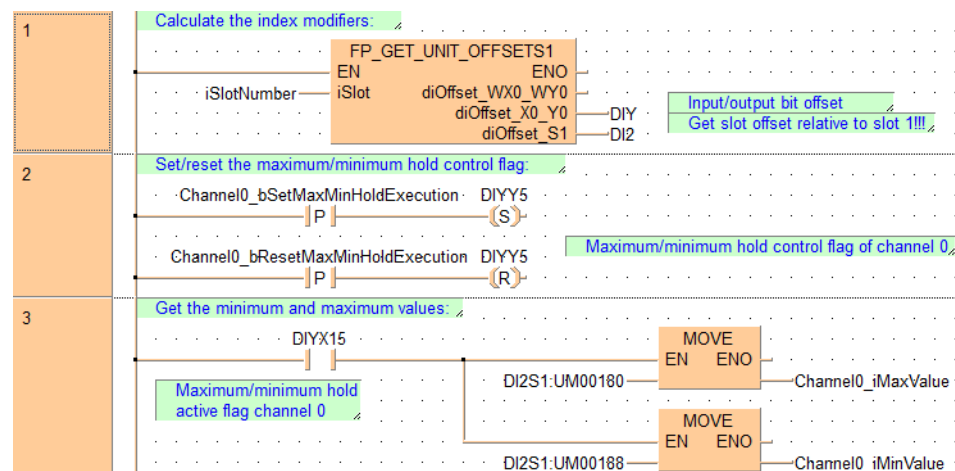 1
Calculate the index modifiers:
FP_GET_UNIT_OFFSETS1
EN ENO
iSlotNumber iSlot diOffset_WX0_WY0
diOffset_X0_Y0 DIY
diOffset_S1 DI2
Input/output bit offset
Get slot offset relative to slot 1!!!
2
Set/reset the maximum/minimum hold control flag:
Channel0_bSetMaxMinHoldExecution DIYY5
P S
Channel0_bResetMaxMinHoldExecution DIYY5
P R
Maximum/minimum hold control flag of channel 0
3
Get the minimum and maximum values:
DIYX15
Maximum/minimum hold
active flag channel 0
MOVE
EN ENO
DI2S1:UM00180 Channel0_iMaxValue
MOVE
EN ENO
DI2S1:UM00188 Channel0_iMinValue